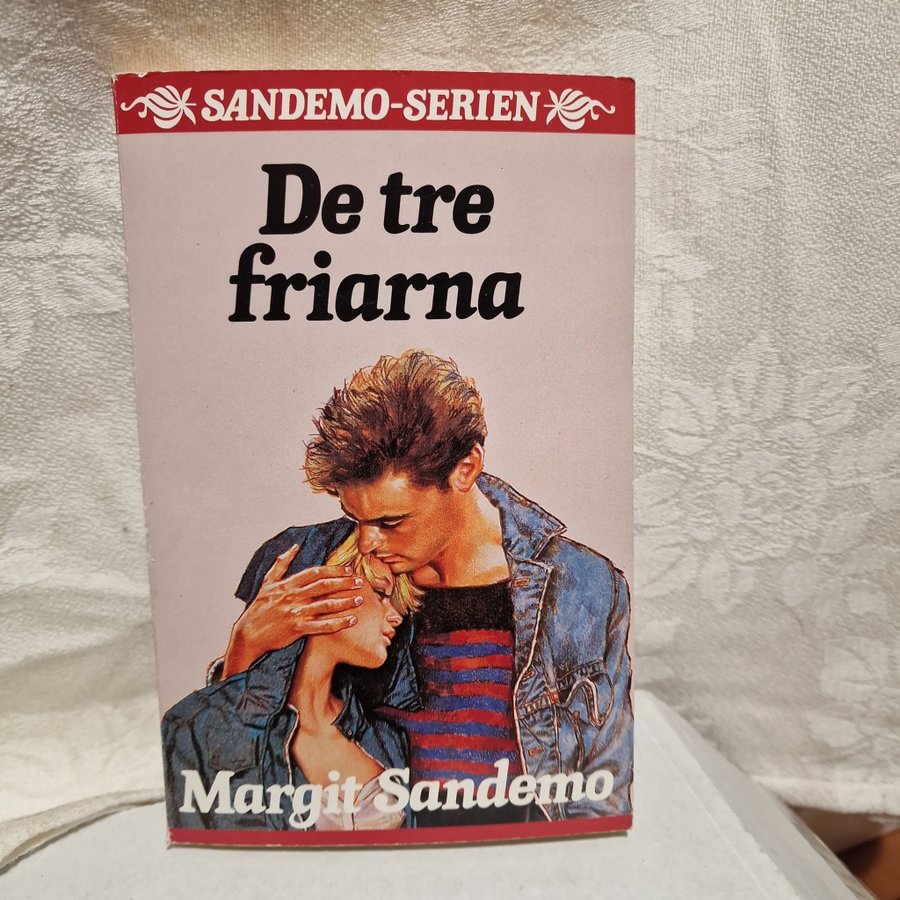 SANDEMO-SERIEN
De tre
friarna
Margit Sandemo